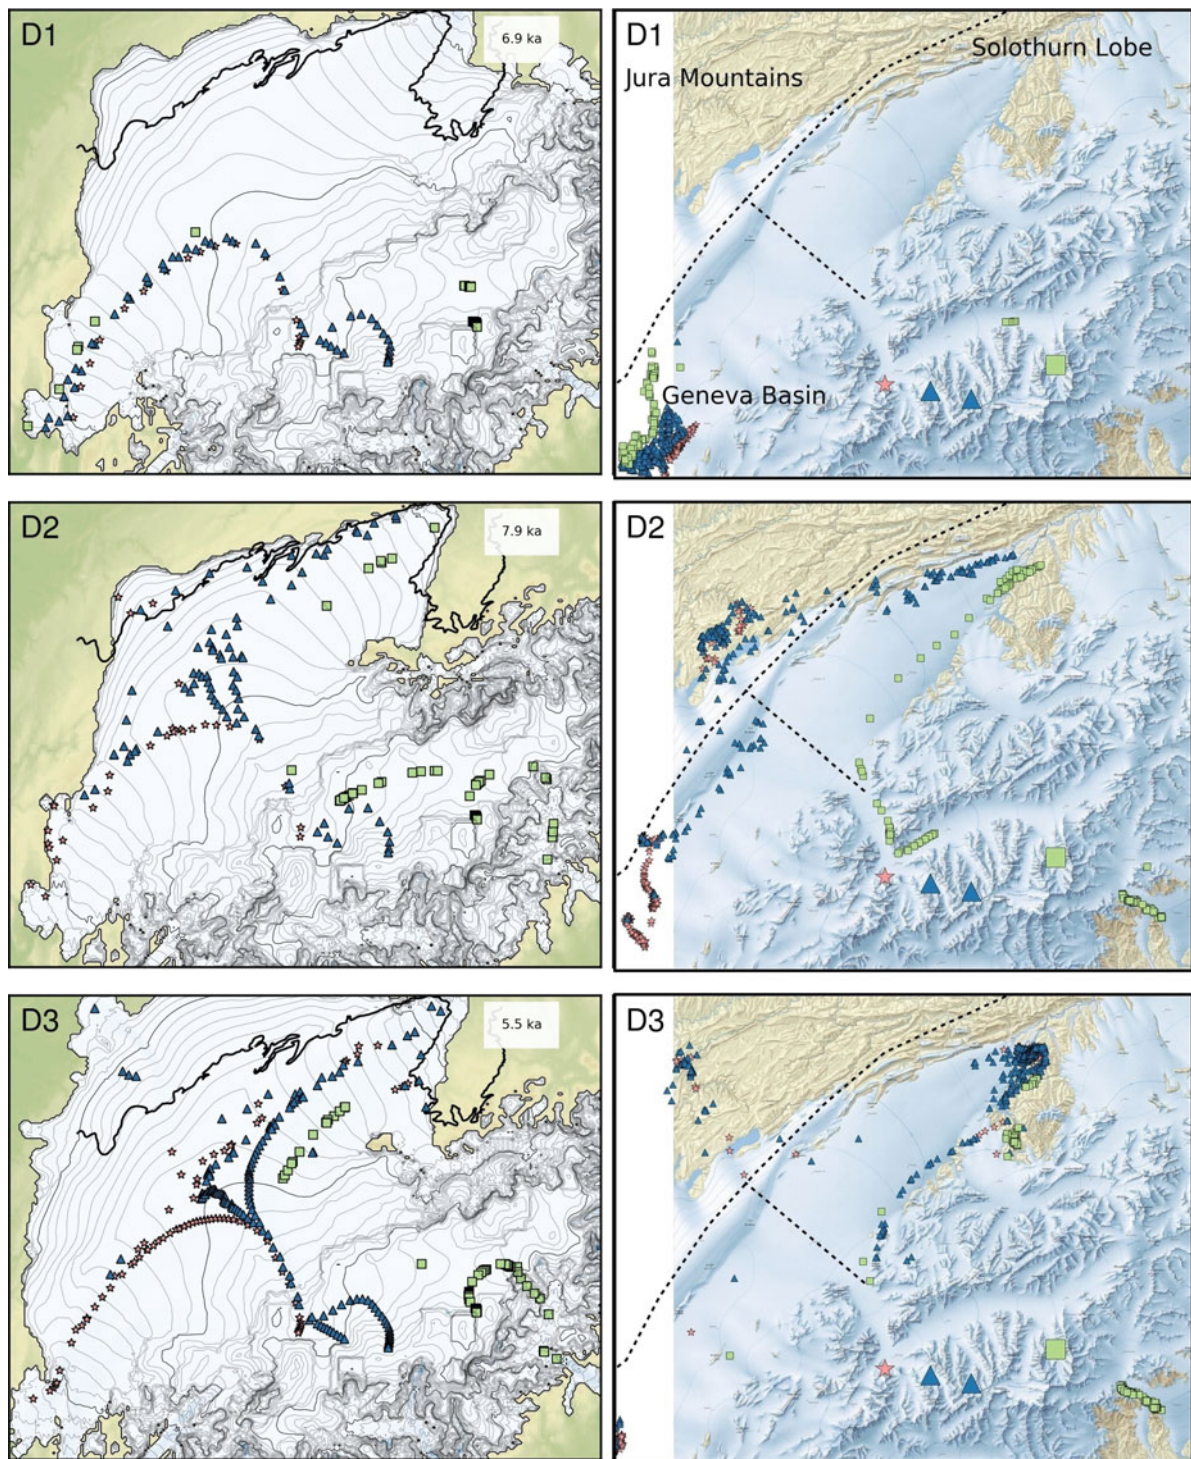 D1
6.9 ka
D1
Solothurn Lobe
Jura Mountains
Geneva Basin
D2
7.9 ka
D2
D3
5.5 ka
D3